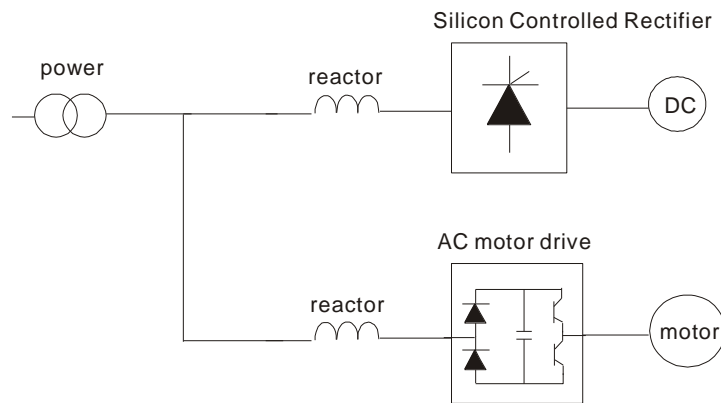 Silicon Controlled Rectifier
power
reactor
DC
AC motor drive
reactor
motor